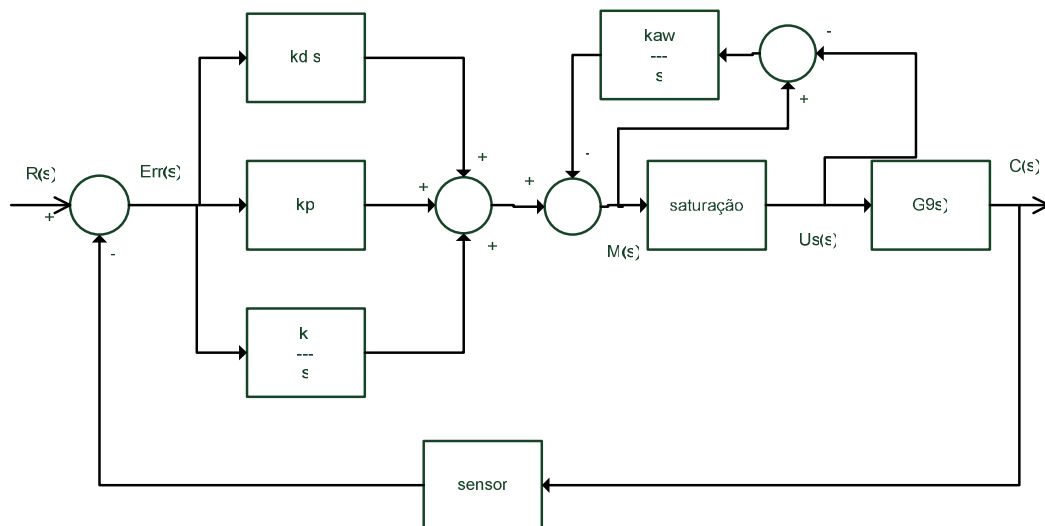 kd s
kaw
---
s
-
+
+
-
R(s)
+
Err(s)
kp
+
+
+
saturação
G9s)
C(s)
M(s)
Us(s)
-
k
---
s
sensor